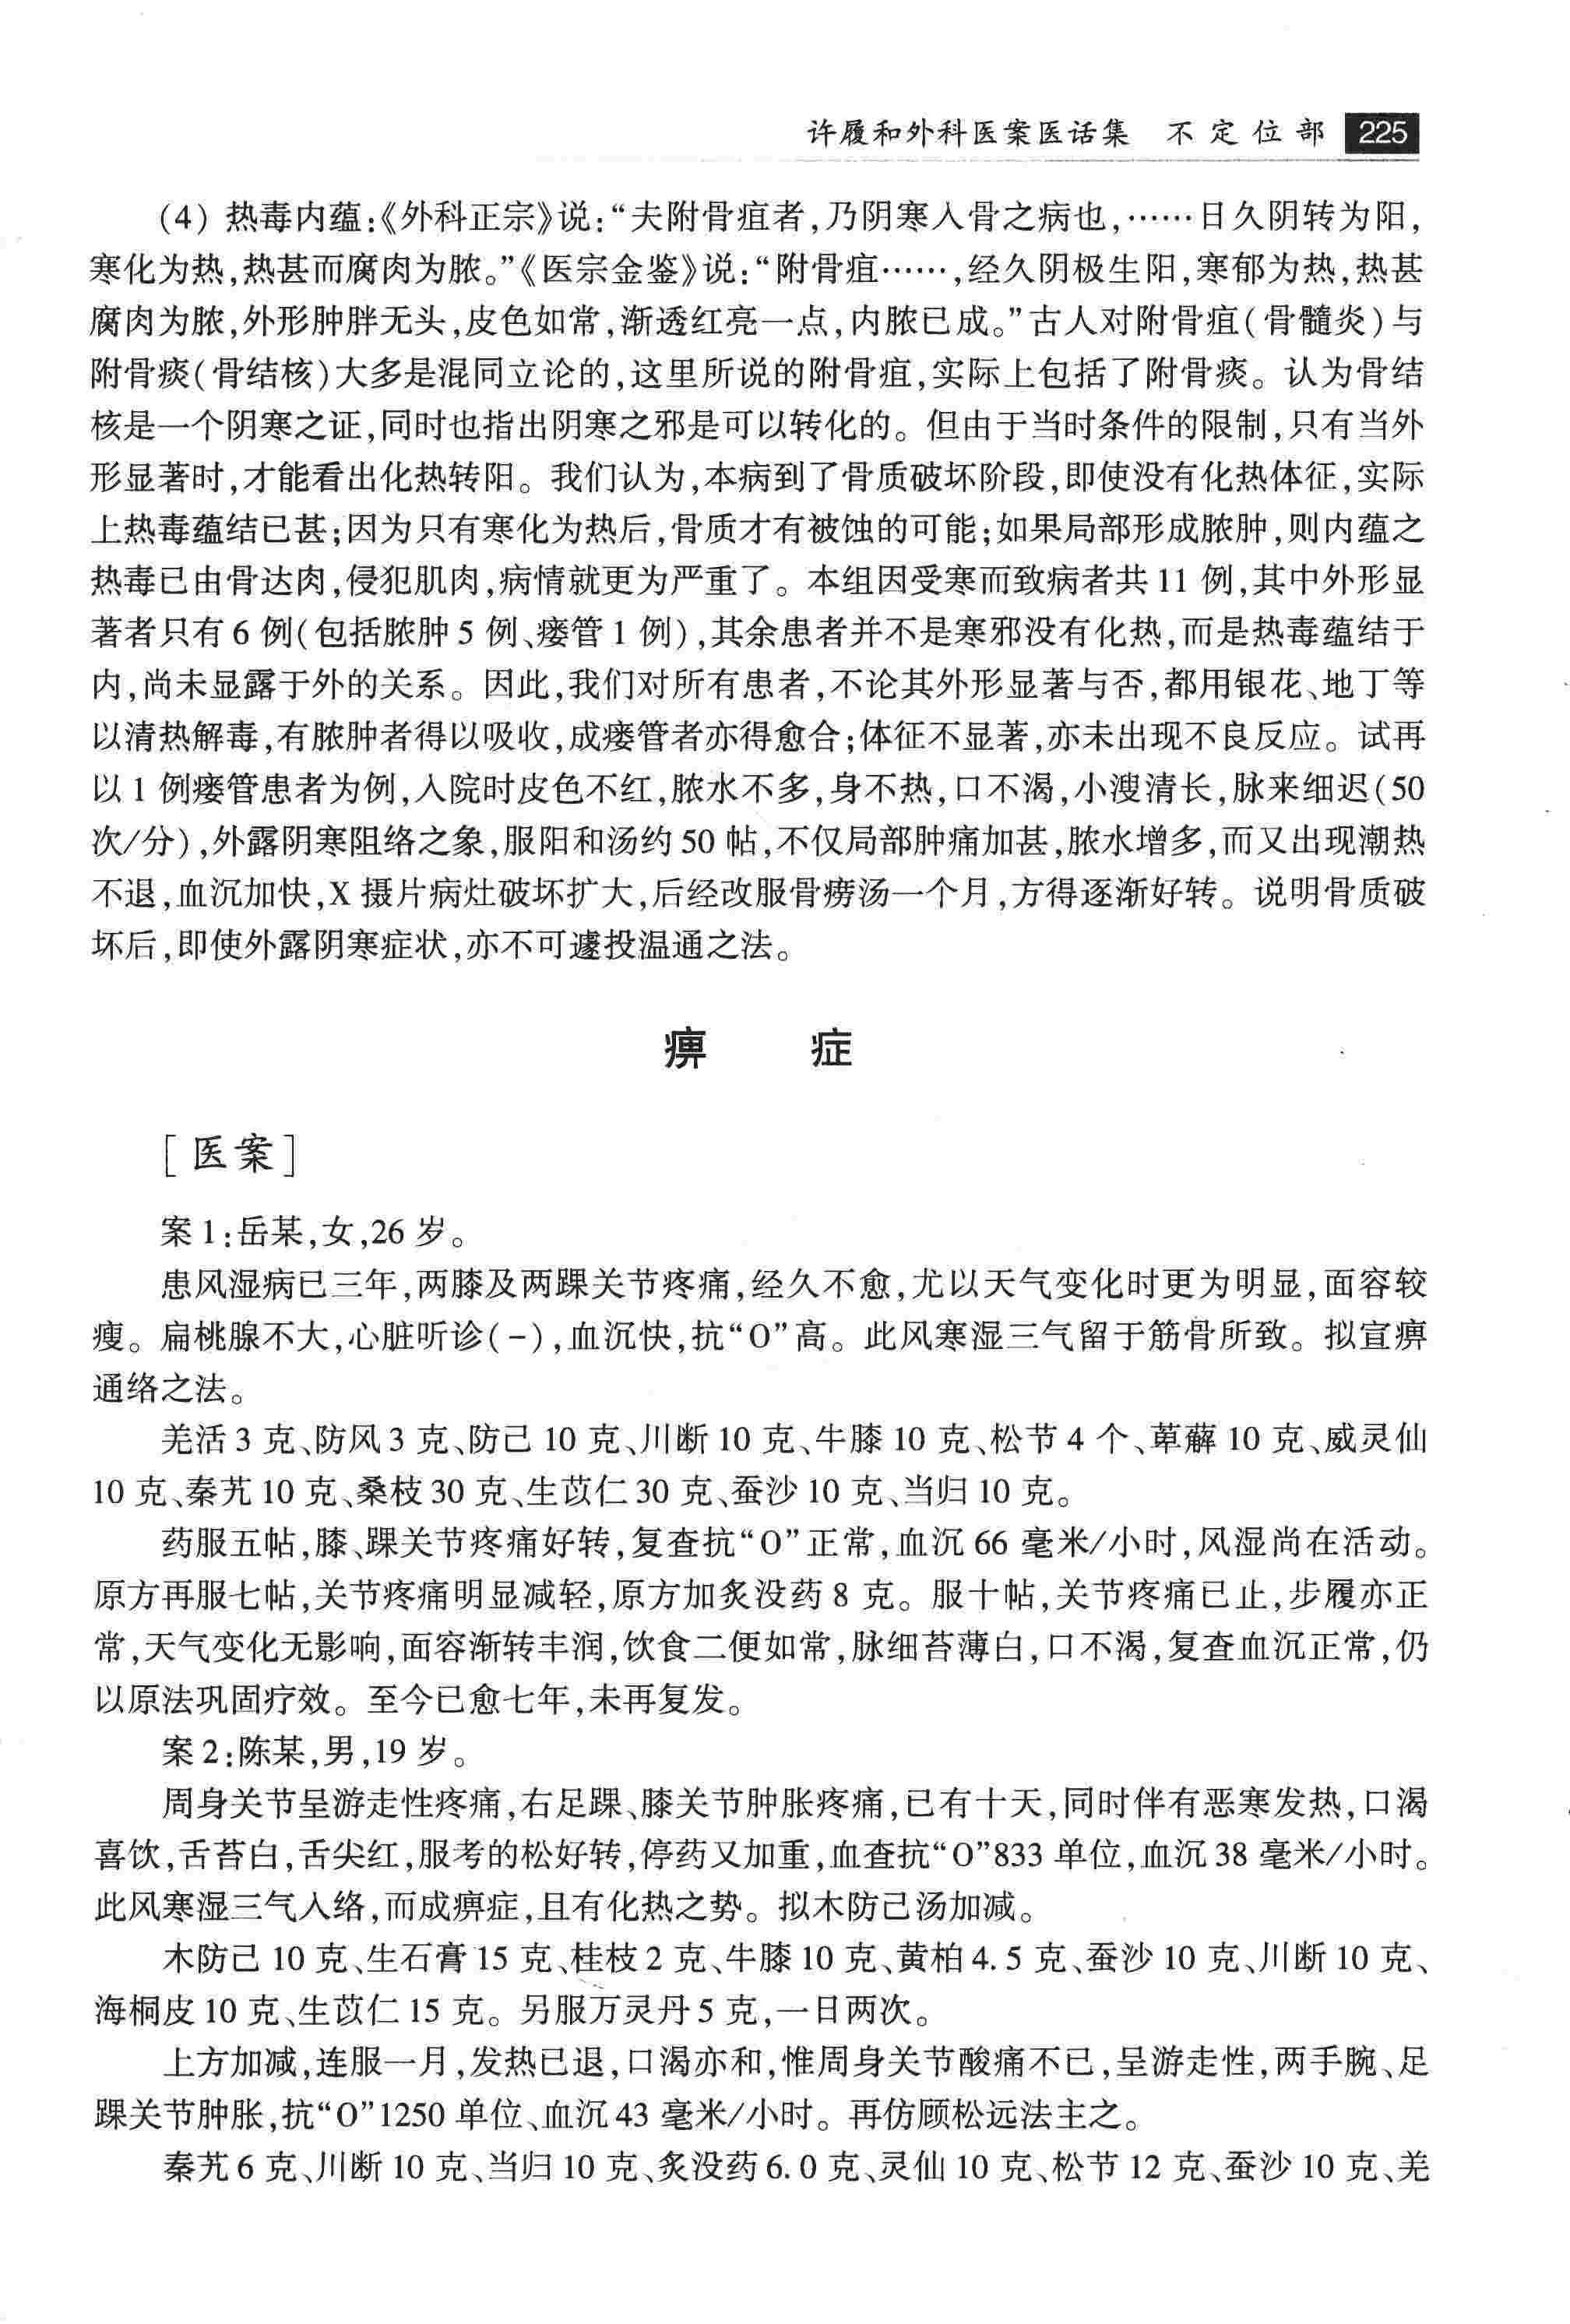 许履和外科医案医话集 不定位部 225
(4) 热毒内蕴:《外科正宗》说:“夫附骨疽者,乃阴寒入骨之病也,……日久阴转为阳,
寒化为热,热甚而腐肉为脓。”《医宗金鉴》说:“附骨疽……,经久阴极生阳,寒郁为热,热甚
腐肉为脓,外形肿胖无头,皮色如常,渐透红亮一点,内脓已成。”古人对附骨疽(骨髓炎)与
附骨痰(骨结核)大多是混同立论的,这里所说的附骨疽,实际上包括了附骨痰。认为骨结
核是一个阴寒之证,同时也指出阴寒之邪是可以转化的。但由于当时条件的限制,只有当外
形显著时,才能看出化热转阳。我们认为,本病到了骨质破坏阶段,即使没有化热体征,实际
上热毒蕴结已甚;因为只有寒化为热后,骨质才有被蚀的可能;如果局部形成脓肿,则内蕴之
热毒已由骨达肉,侵犯肌肉,病情就更为严重了。本组因受寒而致病者共11例,其中外形显
著者只有6例(包括脓肿5例、瘘管1例),其余患者并不是寒邪没有化热,而是热毒蕴结于
内,尚未显露于外的关系。因此,我们对所有患者,不论其外形显著与否,都用银花、地丁等
以清热解毒,有脓肿者得以吸收,成瘘管者亦得愈合;体征不显著,亦未出现不良反应。试再
以1例瘘管患者为例,入院时皮色不红,脓水不多,身不热,口不渴,小溲清长,脉来细迟(50
次/分),外露阴寒阻络之象,服阳和汤约50帖,不仅局部肿痛加甚,脓水增多,而又出现潮热
不退,血沉加快,X摄片病灶破坏扩大,后经改服骨痨汤一个月,方得逐渐好转。说明骨质破
坏后,即使外露阴寒症状,亦不可遽投温通之法。
痹 症
[医案]
案1:岳某,女,26岁。
患风湿病已三年,两膝及两踝关节疼痛,经久不愈,尤以天气变化时更为明显,面容较
瘦。扁桃腺不大,心脏听诊(-),血沉快,抗“O”高。此风寒湿三气留于筋骨所致。拟宣痹
通络之法。
羌活3克、防风3克、防己10克、川断10克、牛膝10克、松节4个、萆薢10克、威灵仙
10克、秦艽10克、桑枝30克、生苡仁30克、蚕沙10克、当归10克。
药服五帖,膝、踝关节疼痛好转,复查抗“O”正常,血沉66毫米/小时,风湿尚在活动。
原方再服七帖,关节疼痛明显减轻,原方加炙没药8克。服十帖,关节疼痛已止,步履亦正
常,天气变化无影响,面容渐转丰润,饮食二便如常,脉细苔薄白,口不渴,复查血沉正常,仍
以原法巩固疗效。至今已愈七年,未再复发。
案2:陈某,男,19岁。
周身关节呈游走性疼痛,右足踝、膝关节肿胀疼痛,已有十天,同时伴有恶寒发热,口渴
喜饮,舌苔白,舌尖红,服考的松好转,停药又加重,血查抗“O”833单位,血沉38毫米/小时。
此风寒湿三气入络,而成痹症,且有化热之势。拟木防己汤加减。
木防己10克、生石膏15克、桂枝2克、牛膝10克、黄柏4.5克、蚕沙10克、川断10克、
海桐皮10克、生苡仁15克。另服万灵丹5克,一日两次。
上方加减,连服一月,发热已退,口渴亦和,惟周身关节酸痛不已,呈游走性,两手腕、足
踝关节肿胀,抗“O”1250单位、血沉43毫米/小时。再仿顾松远法主之。
秦艽6克、川断10克、当归10克、炙没药6.0克、灵仙10克、松节12克、蚕沙10克、羌